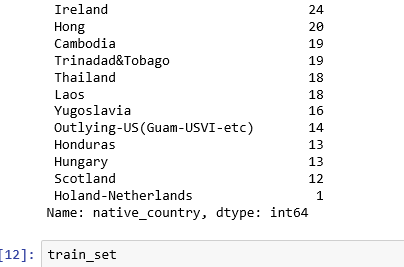 Ireland 24
Hong 20
Cambodia 19
Trinadad&Tobago 19
Thailand 18
Laos 18
Yugoslavia 16
Outlying-US(Guam-USVI-etc) 14
Honduras 13
Hungary 13
Scotland 12
Holand-Netherlands 1
Name: native_country, dtype: int64
[12]: train_set